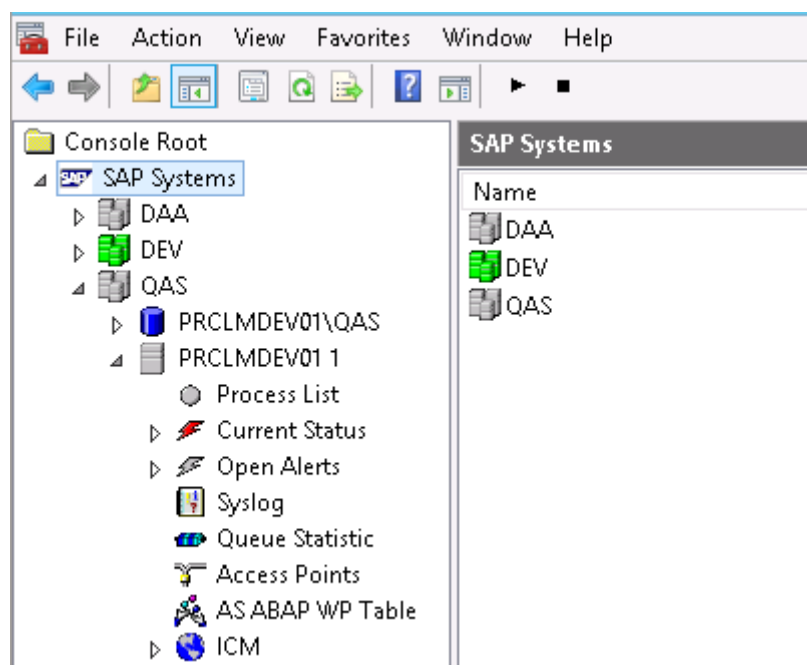 File Action View Favorites Window Help
Console Root
SAP Systems
DAA
DEV
QAS
PRCLMDEV01\QAS
PRCLMDEV01 1
Process List
Current Status
Open Alerts
Syslog
Queue Statistic
Access Points
AS ABAP WP Table
ICM
SAP Systems
Name
DAA
DEV
QAS